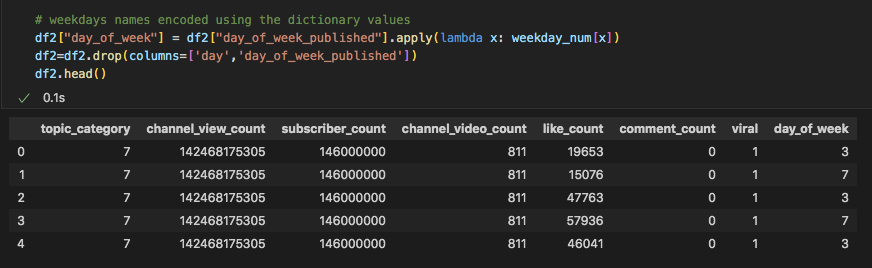 # weekdays names encoded using the dictionary values
df2["day_of_week"] = df2["day_of_week_published"].apply(lambda x: weekday_num[x])
df2=df2.drop(columns=['day','day_of_week_published'])
df2.head()
✓ 0.1s
topic_category channel_view_count subscriber_count channel_video_count like_count comment_count viral day_of_week
0 7 142468175305 146000000 811 19653 0 1 3
1 7 142468175305 146000000 811 15076 0 1 7
2 7 142468175305 146000000 811 47763 0 1 3
3 7 142468175305 146000000 811 57936 0 1 7
4 7 142468175305 146000000 811 46041 0 1 3